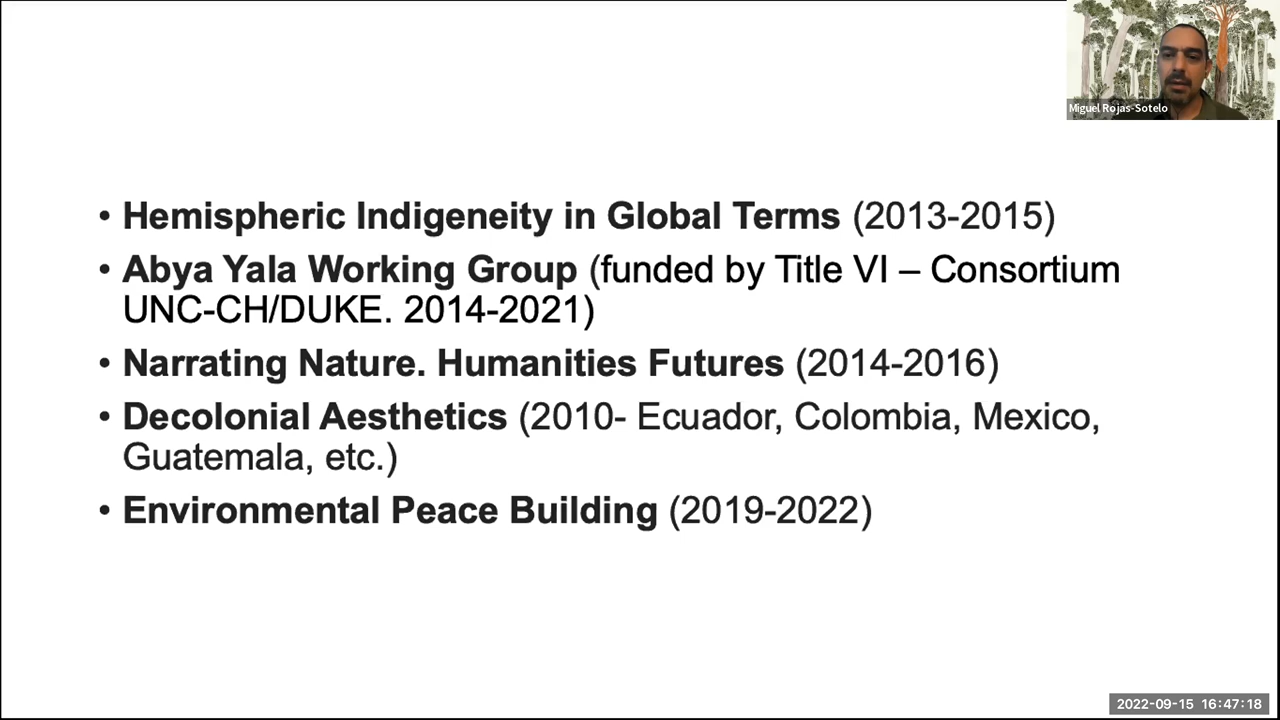 Miguel Rojas-Sotelo
• Hemispheric Indigeneity in Global Terms (2013-2015)
• Abya Yala Working Group (funded by Title VI – Consortium
UNC-CH/DUKE. 2014-2021)
• Narrating Nature. Humanities Futures (2014-2016)
• Decolonial Aesthetics (2010- Ecuador, Colombia, Mexico,
Guatemala, etc.)
• Environmental Peace Building (2019-2022)
2022-09-15 16:47:18